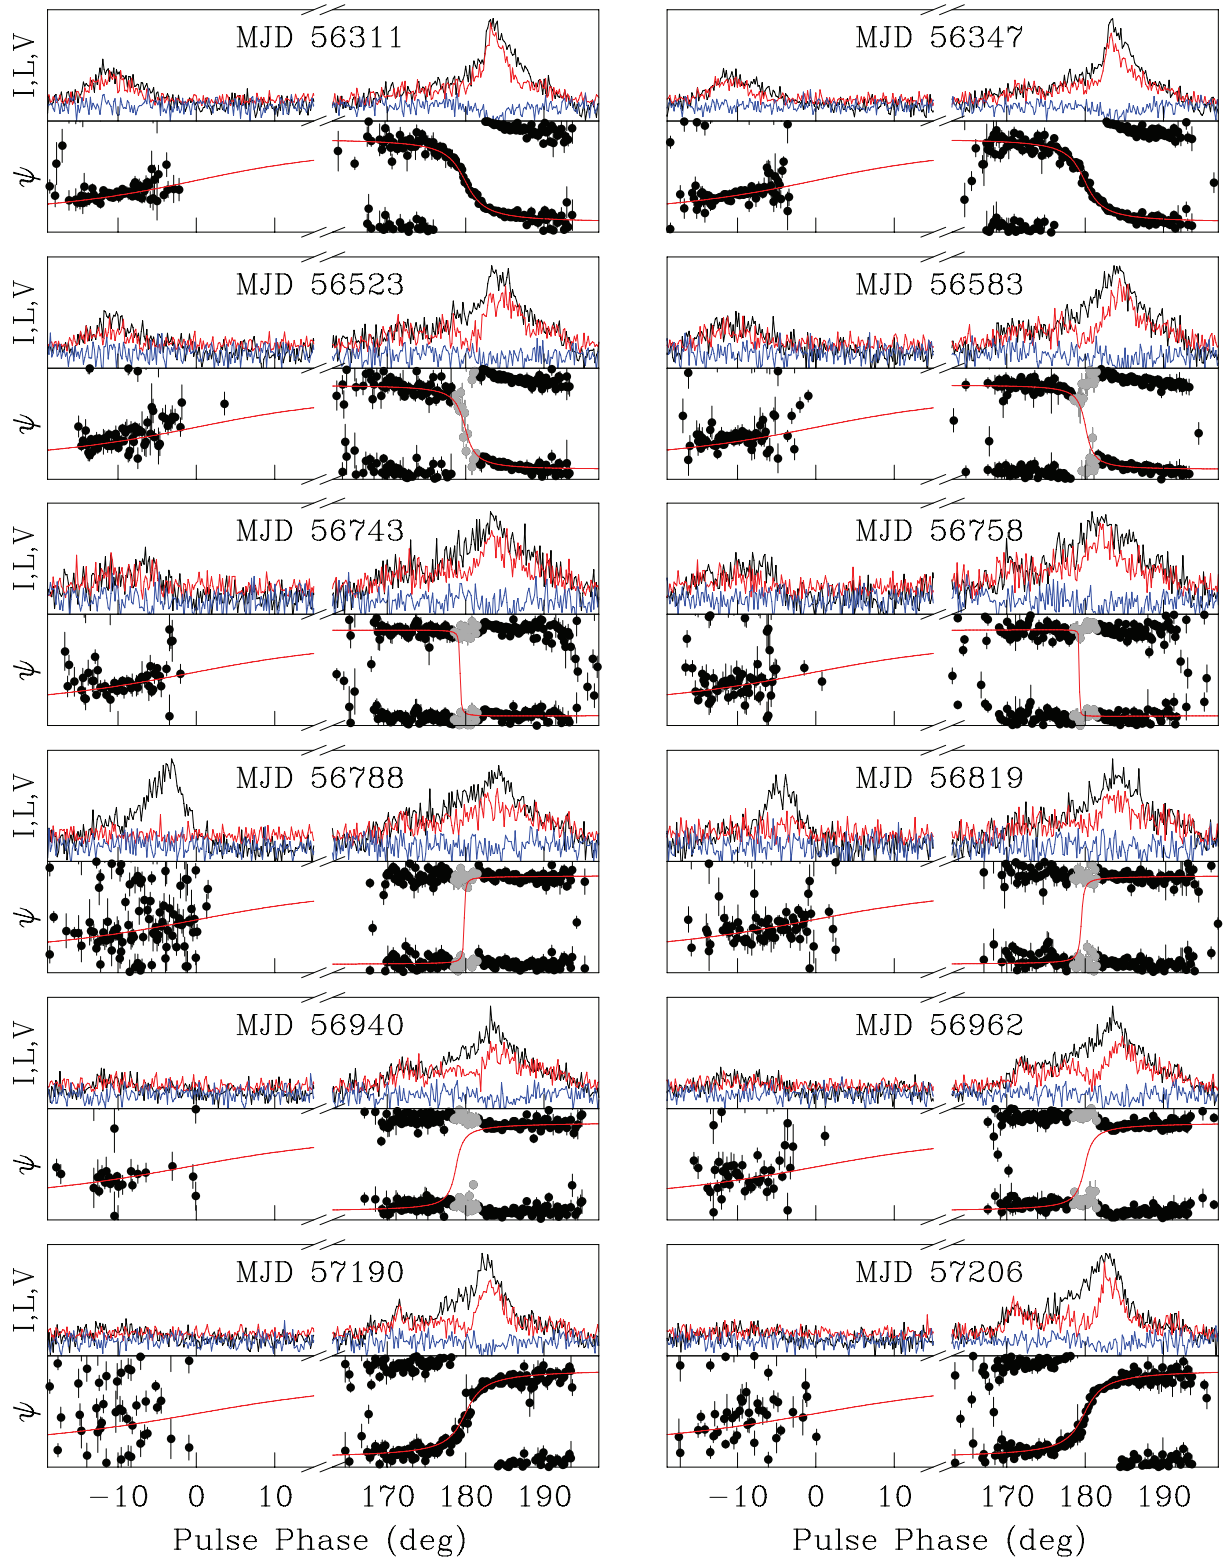 I,L,V MJD 56311 MJD 56347
ψ
I,L,V MJD 56523 MJD 56583
ψ
I,L,V MJD 56743 MJD 56758
ψ
I,L,V MJD 56788 MJD 56819
ψ
I,L,V MJD 56940 MJD 56962
ψ
I,L,V MJD 57190 MJD 57206
ψ
−10 0 10 170 180 190 −10 0 10 170 180 190
Pulse Phase (deg) Pulse Phase (deg)